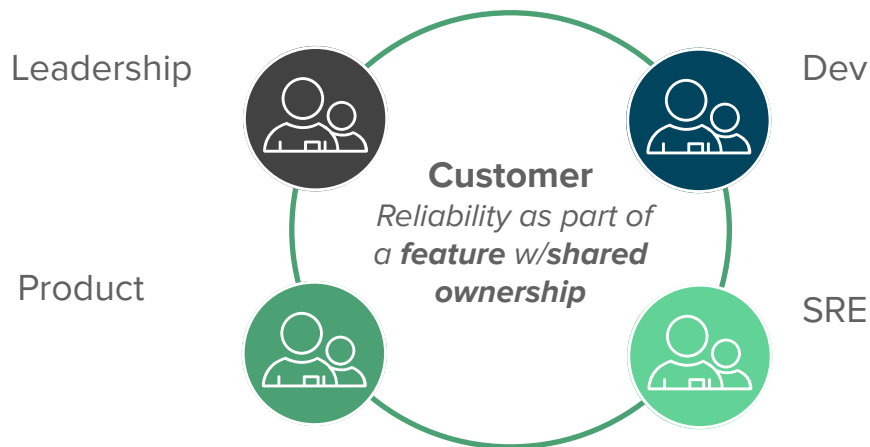 Leadership
Dev
Customer
Reliability as part of
a feature w/shared
ownership
Product
SRE